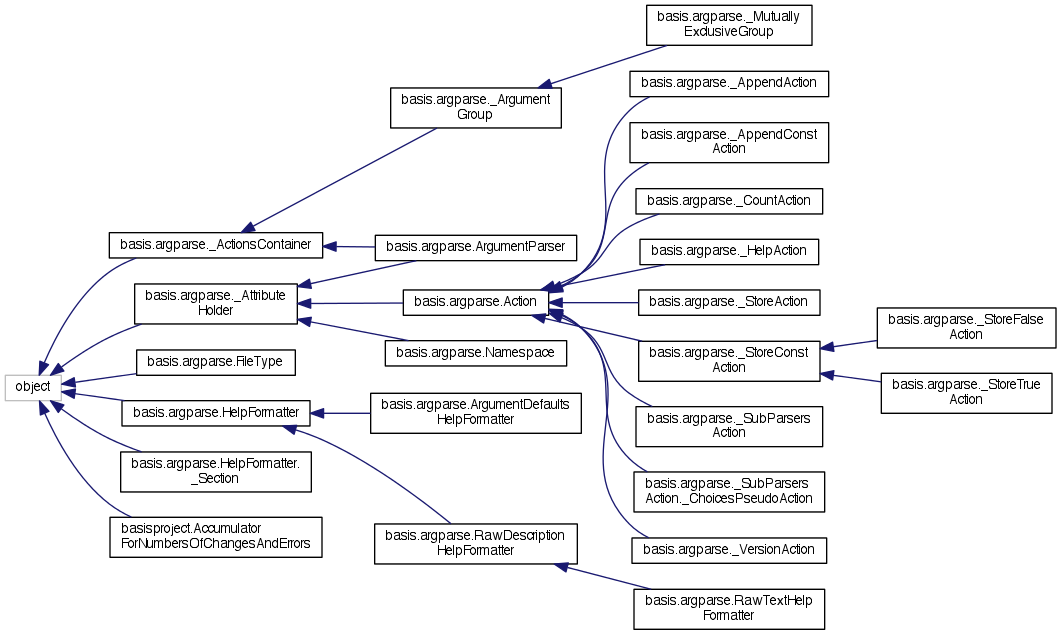 basis.argparse._Mutually
ExclusiveGroup
basis.argparse._AppendAction
basis.argparse._Argument
Group
basis.argparse._AppendConst
Action
basis.argparse._CountAction
basis.argparse._ActionsContainer
basis.argparse.ArgumentParser
basis.argparse._HelpAction
basis.argparse._Attribute
Holder
basis.argparse.Action
basis.argparse._StoreAction
basis.argparse._StoreFalse
Action
basis.argparse.Namespace
basis.argparse._StoreConst
Action
basis.argparse.FileType
object
basis.argparse._StoreTrue
Action
basis.argparse.HelpFormatter
basis.argparse.ArgumentDefaults
HelpFormatter
basis.argparse._SubParsers
Action
basis.argparse.HelpFormatter.
_Section
basis.argparse._SubParsers
Action._ChoicesPseudoAction
basisproject.Accumulator
ForNumbersOfChangesAndErrors
basis.argparse.RawDescription
HelpFormatter
basis.argparse._VersionAction
basis.argparse.RawTextHelp
Formatter